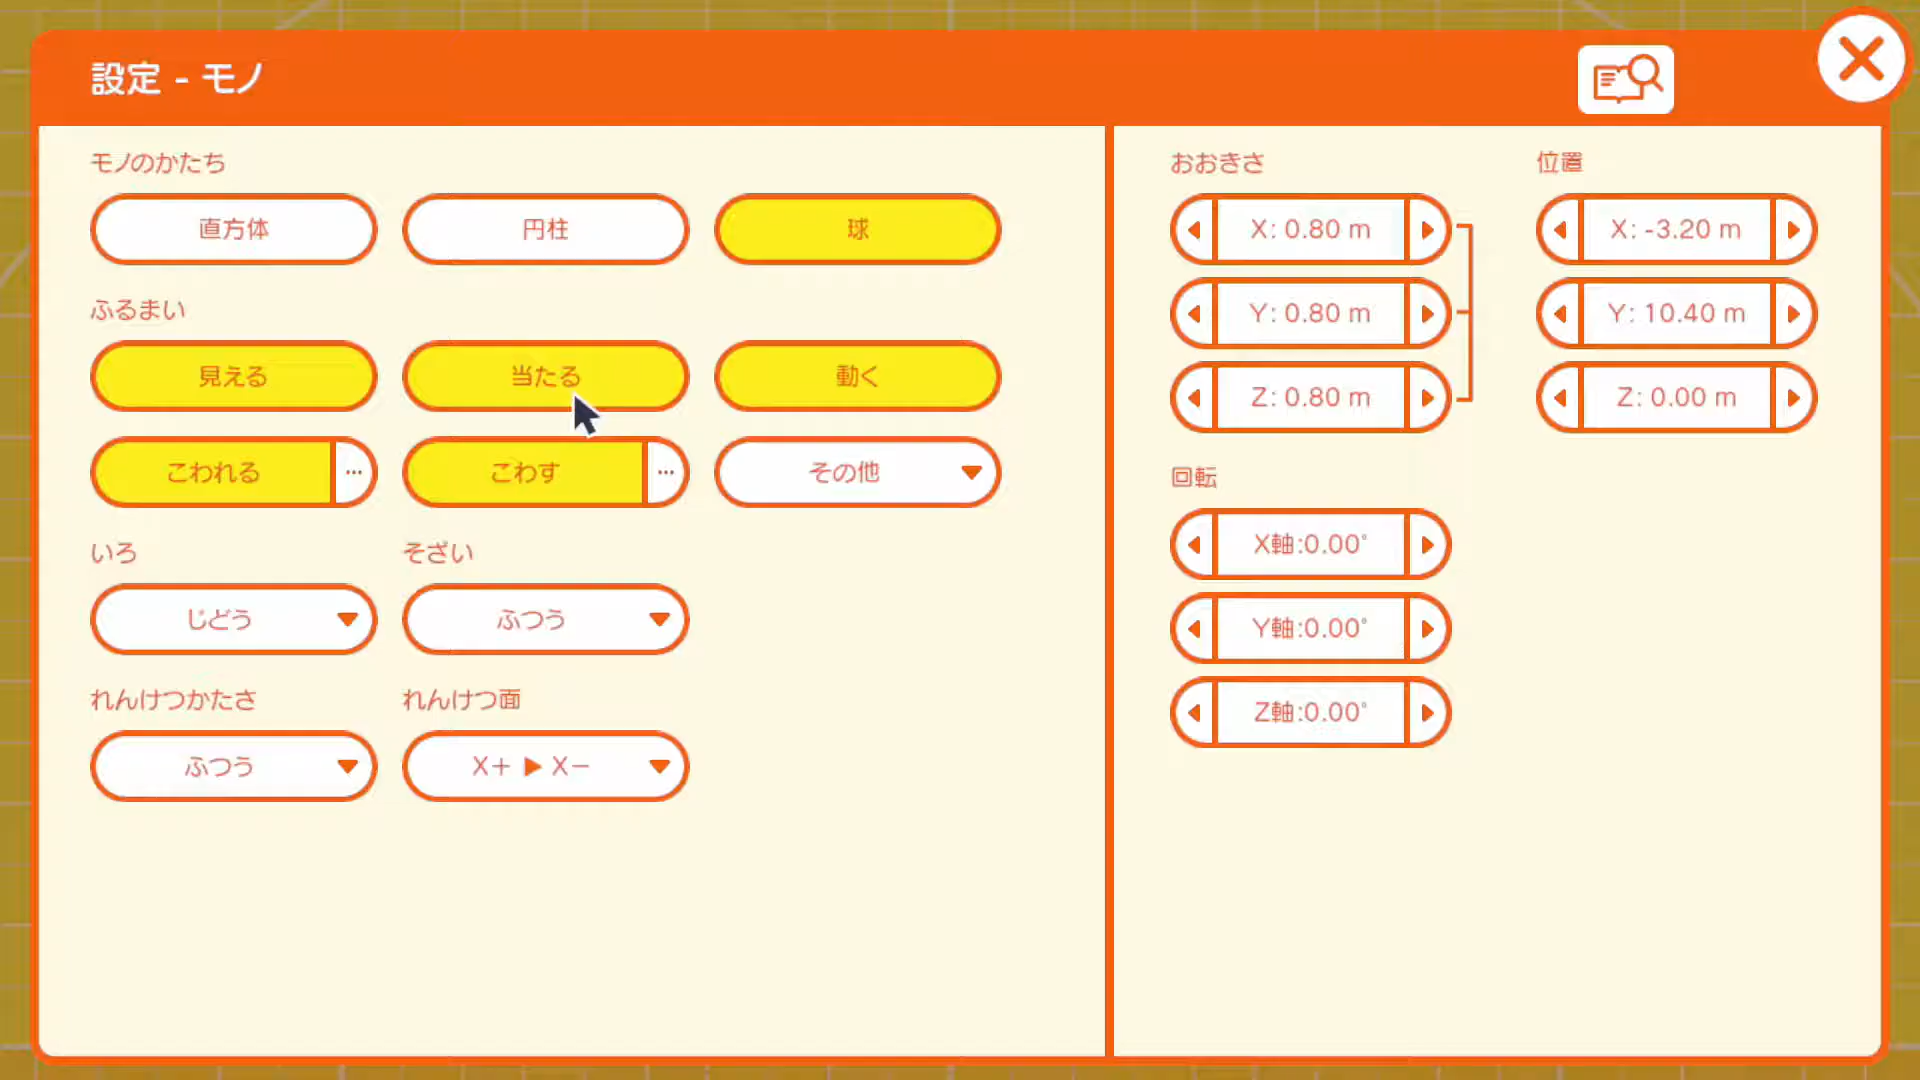 設定 - モノ
モノのかたち
直方体 円柱 球
ふるまい
見える 当たる 動く
こわれる … こわす … その他
いろ そざい
じどう ふつう
れんけつかたさ れんけつ面
ふつう X+ ▶ X−
おおきさ 位置
X: 0.80 m X: -3.20 m
Y: 0.80 m Y: 10.40 m
Z: 0.80 m Z: 0.00 m
回転
X軸:0.00°
Y軸:0.00°
Z軸:0.00°